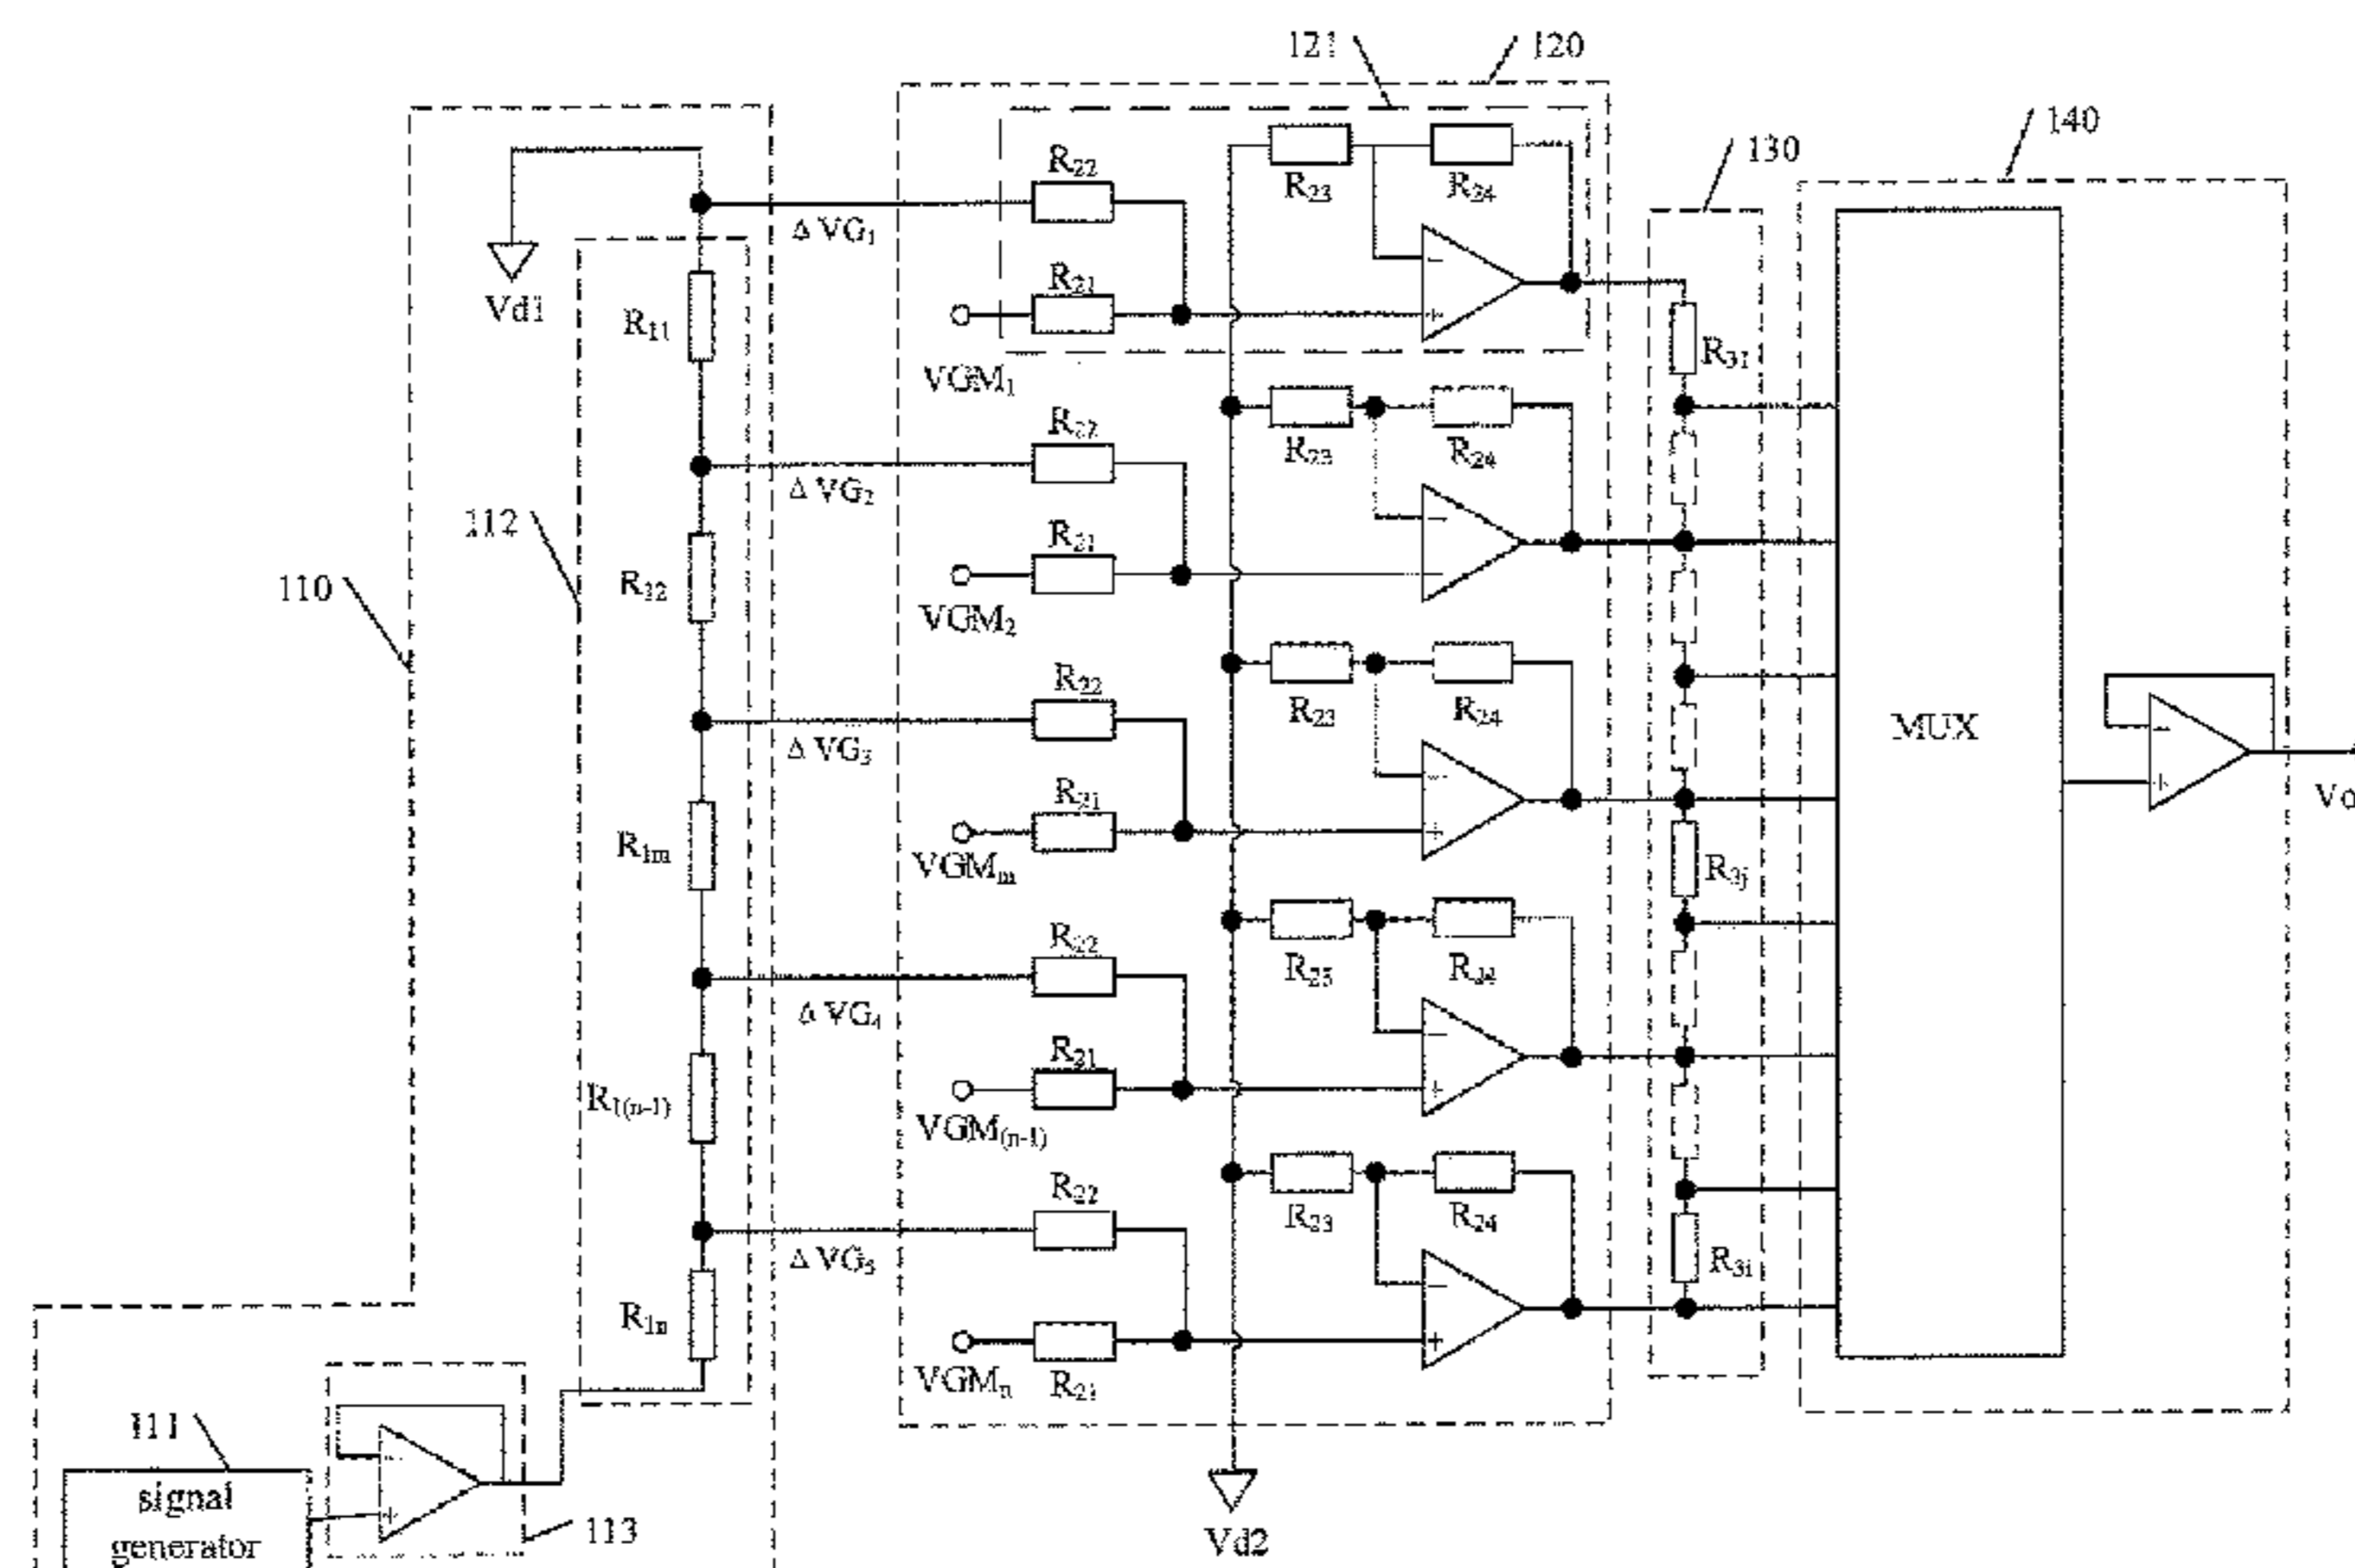 121
120
140
130
R22
R23
R24
ΔVG1
R21
Vd1
R11
VGM1
R31
R22
R23
R24
ΔVG2
112
R21
110
R12
VGM2
R22
R23
R24
MUX
ΔVG3
R21
Vo
R1m
VGMm
R3j
R22
R23
R24
ΔVG4
R21
R1(n-1)
VGM(n-1)
R22
R23
R24
ΔVG5
R3i
R1n
VGMn
R21
111
signal
generator
113
Vd2